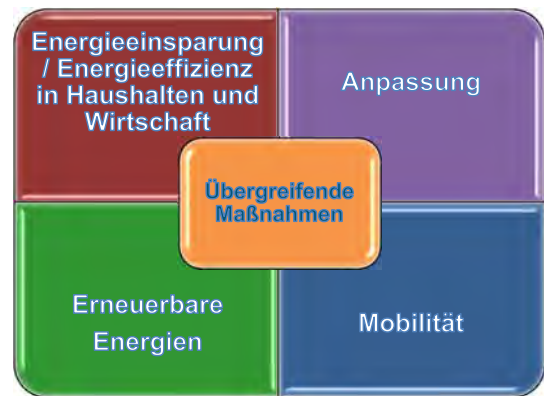 Energieeinsparung
/ Energieeffizienz
in Haushalten und
Wirtschaft
Anpassung
Übergreifende
Maßnahmen
Erneuerbare
Energien
Mobilität